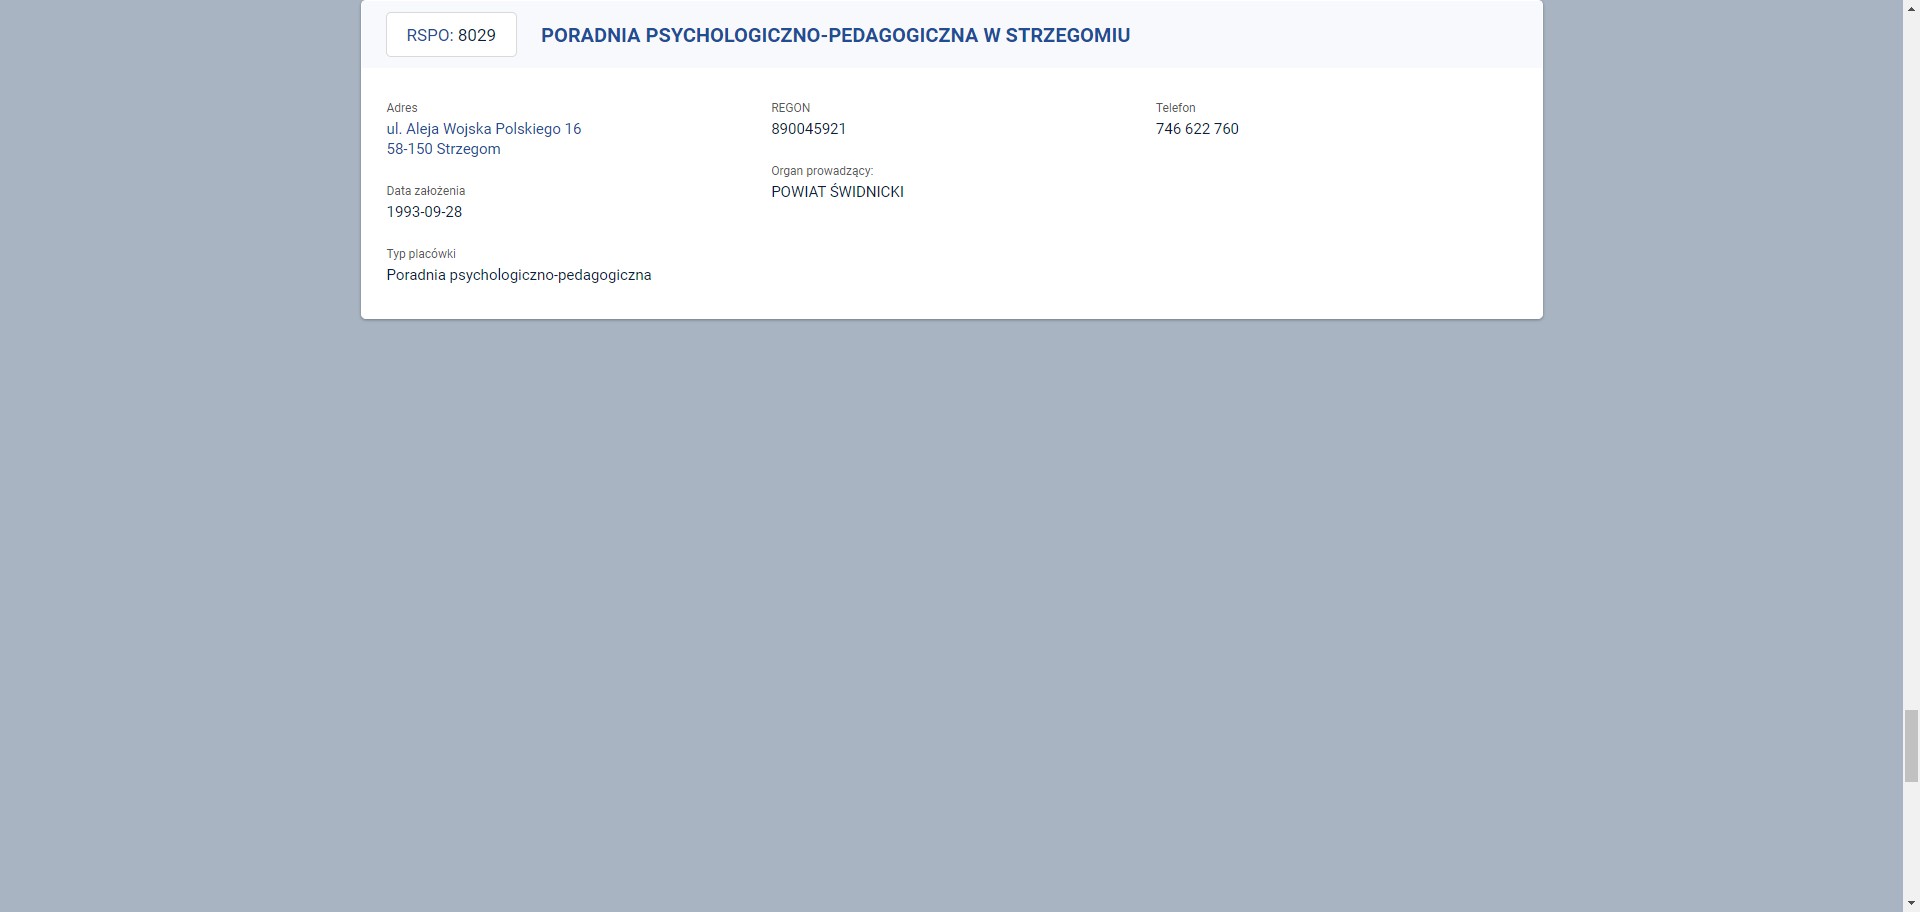 RSPO: 8029
PORADNIA PSYCHOLOGICZNO-PEDAGOGICZNA W STRZEGOMIU
Adres
ul. Aleja Wojska Polskiego 16
58-150 Strzegom
Data założenia
1993-09-28
Typ placówki
Poradnia psychologiczno-pedagogiczna
REGON
890045921
Organ prowadzący:
POWIAT ŚWIDNICKI
Telefon
746 622 760